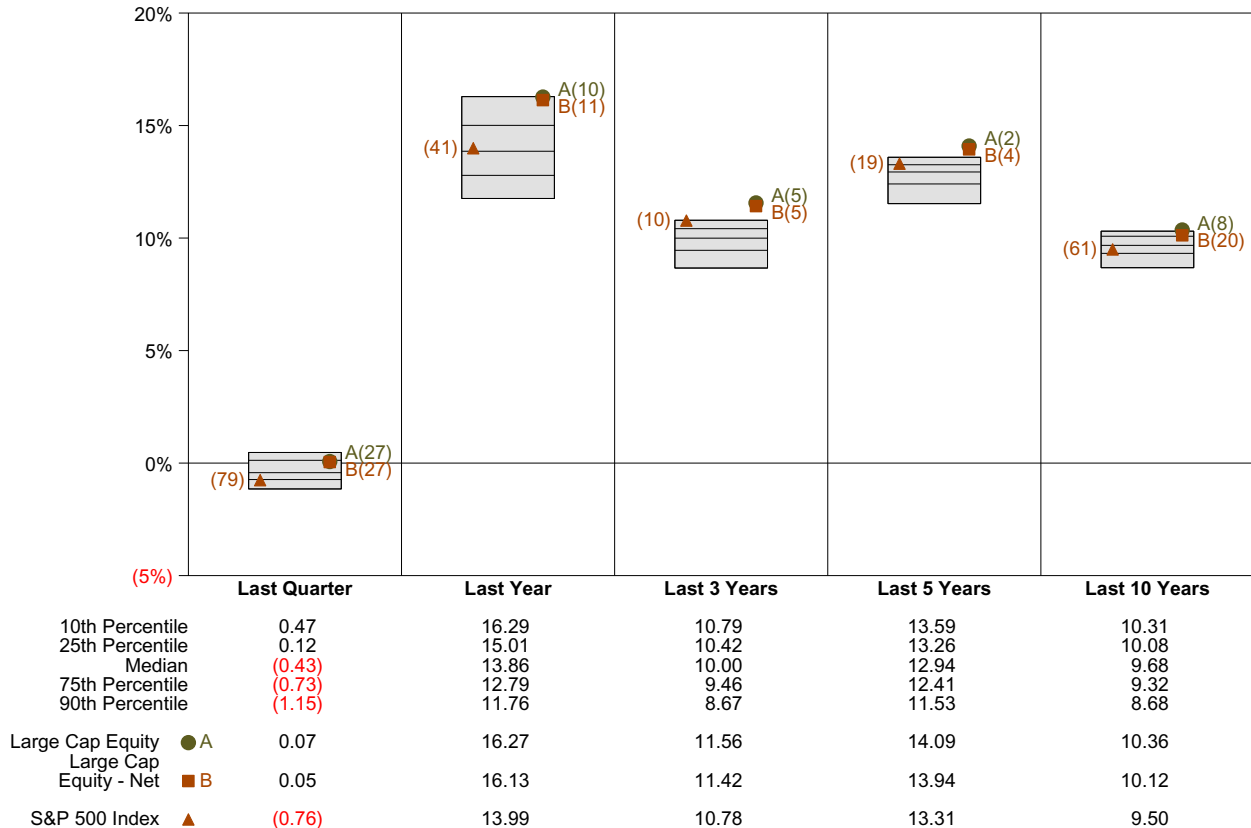 20%
15%
10%
5%
0%
(5%)
(79)
A(27)
B(27)
(41)
A(10)
B(11)
(10)
A(5)
B(5)
(19)
A(2)
B(4)
(61)
A(8)
B(20)
Last Quarter Last Year Last 3 Years Last 5 Years Last 10 Years
10th Percentile 0.47 16.29 10.79 13.59 10.31
25th Percentile 0.12 15.01 10.42 13.26 10.08
Median (0.43) 13.86 10.00 12.94 9.68
75th Percentile (0.73) 12.79 9.46 12.41 9.32
90th Percentile (1.15) 11.76 8.67 11.53 8.68
Large Cap Equity A 0.07 16.27 11.56 14.09 10.36
Large Cap
Equity - Net B 0.05 16.13 11.42 13.94 10.12
S&P 500 Index (0.76) 13.99 10.78 13.31 9.50